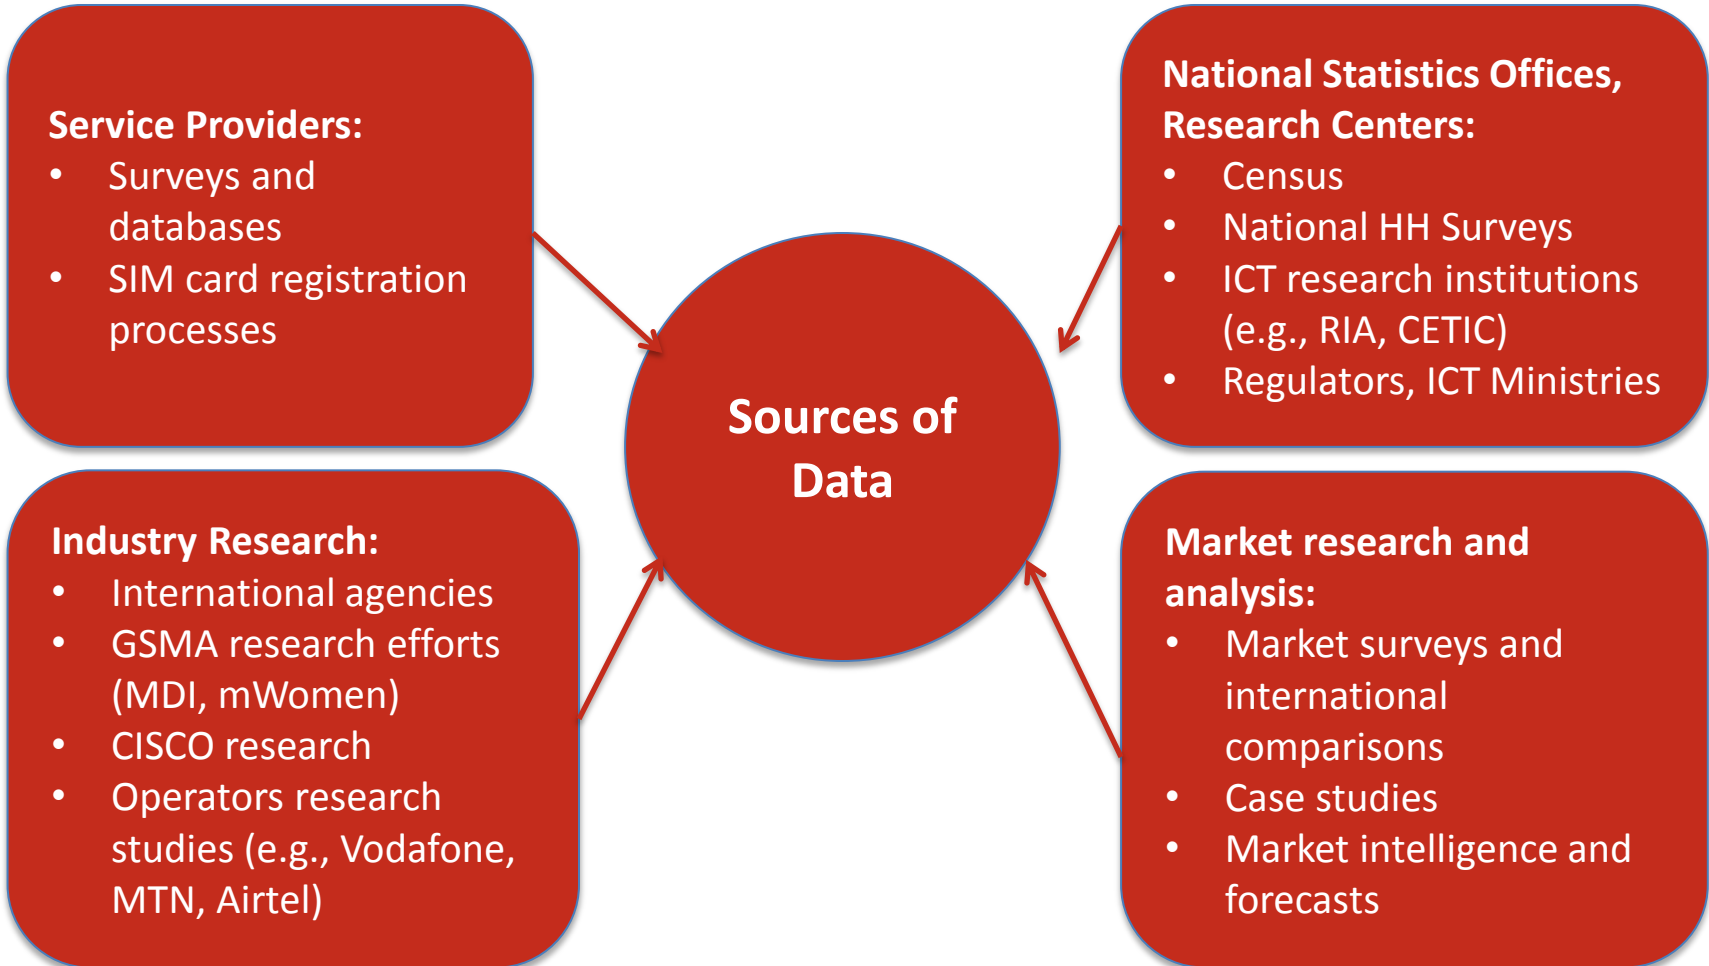 Service Providers:
• Surveys and
databases
• SIM card registration
processes
National Statistics Offices,
Research Centers:
• Census
• National HH Surveys
• ICT research institutions
(e.g., RIA, CETIC)
• Regulators, ICT Ministries
Sources of
Data
Industry Research:
• International agencies
• GSMA research efforts
(MDI, mWomen)
• CISCO research
• Operators research
studies (e.g., Vodafone,
MTN, Airtel)
Market research and
analysis:
• Market surveys and
international
comparisons
• Case studies
• Market intelligence and
forecasts